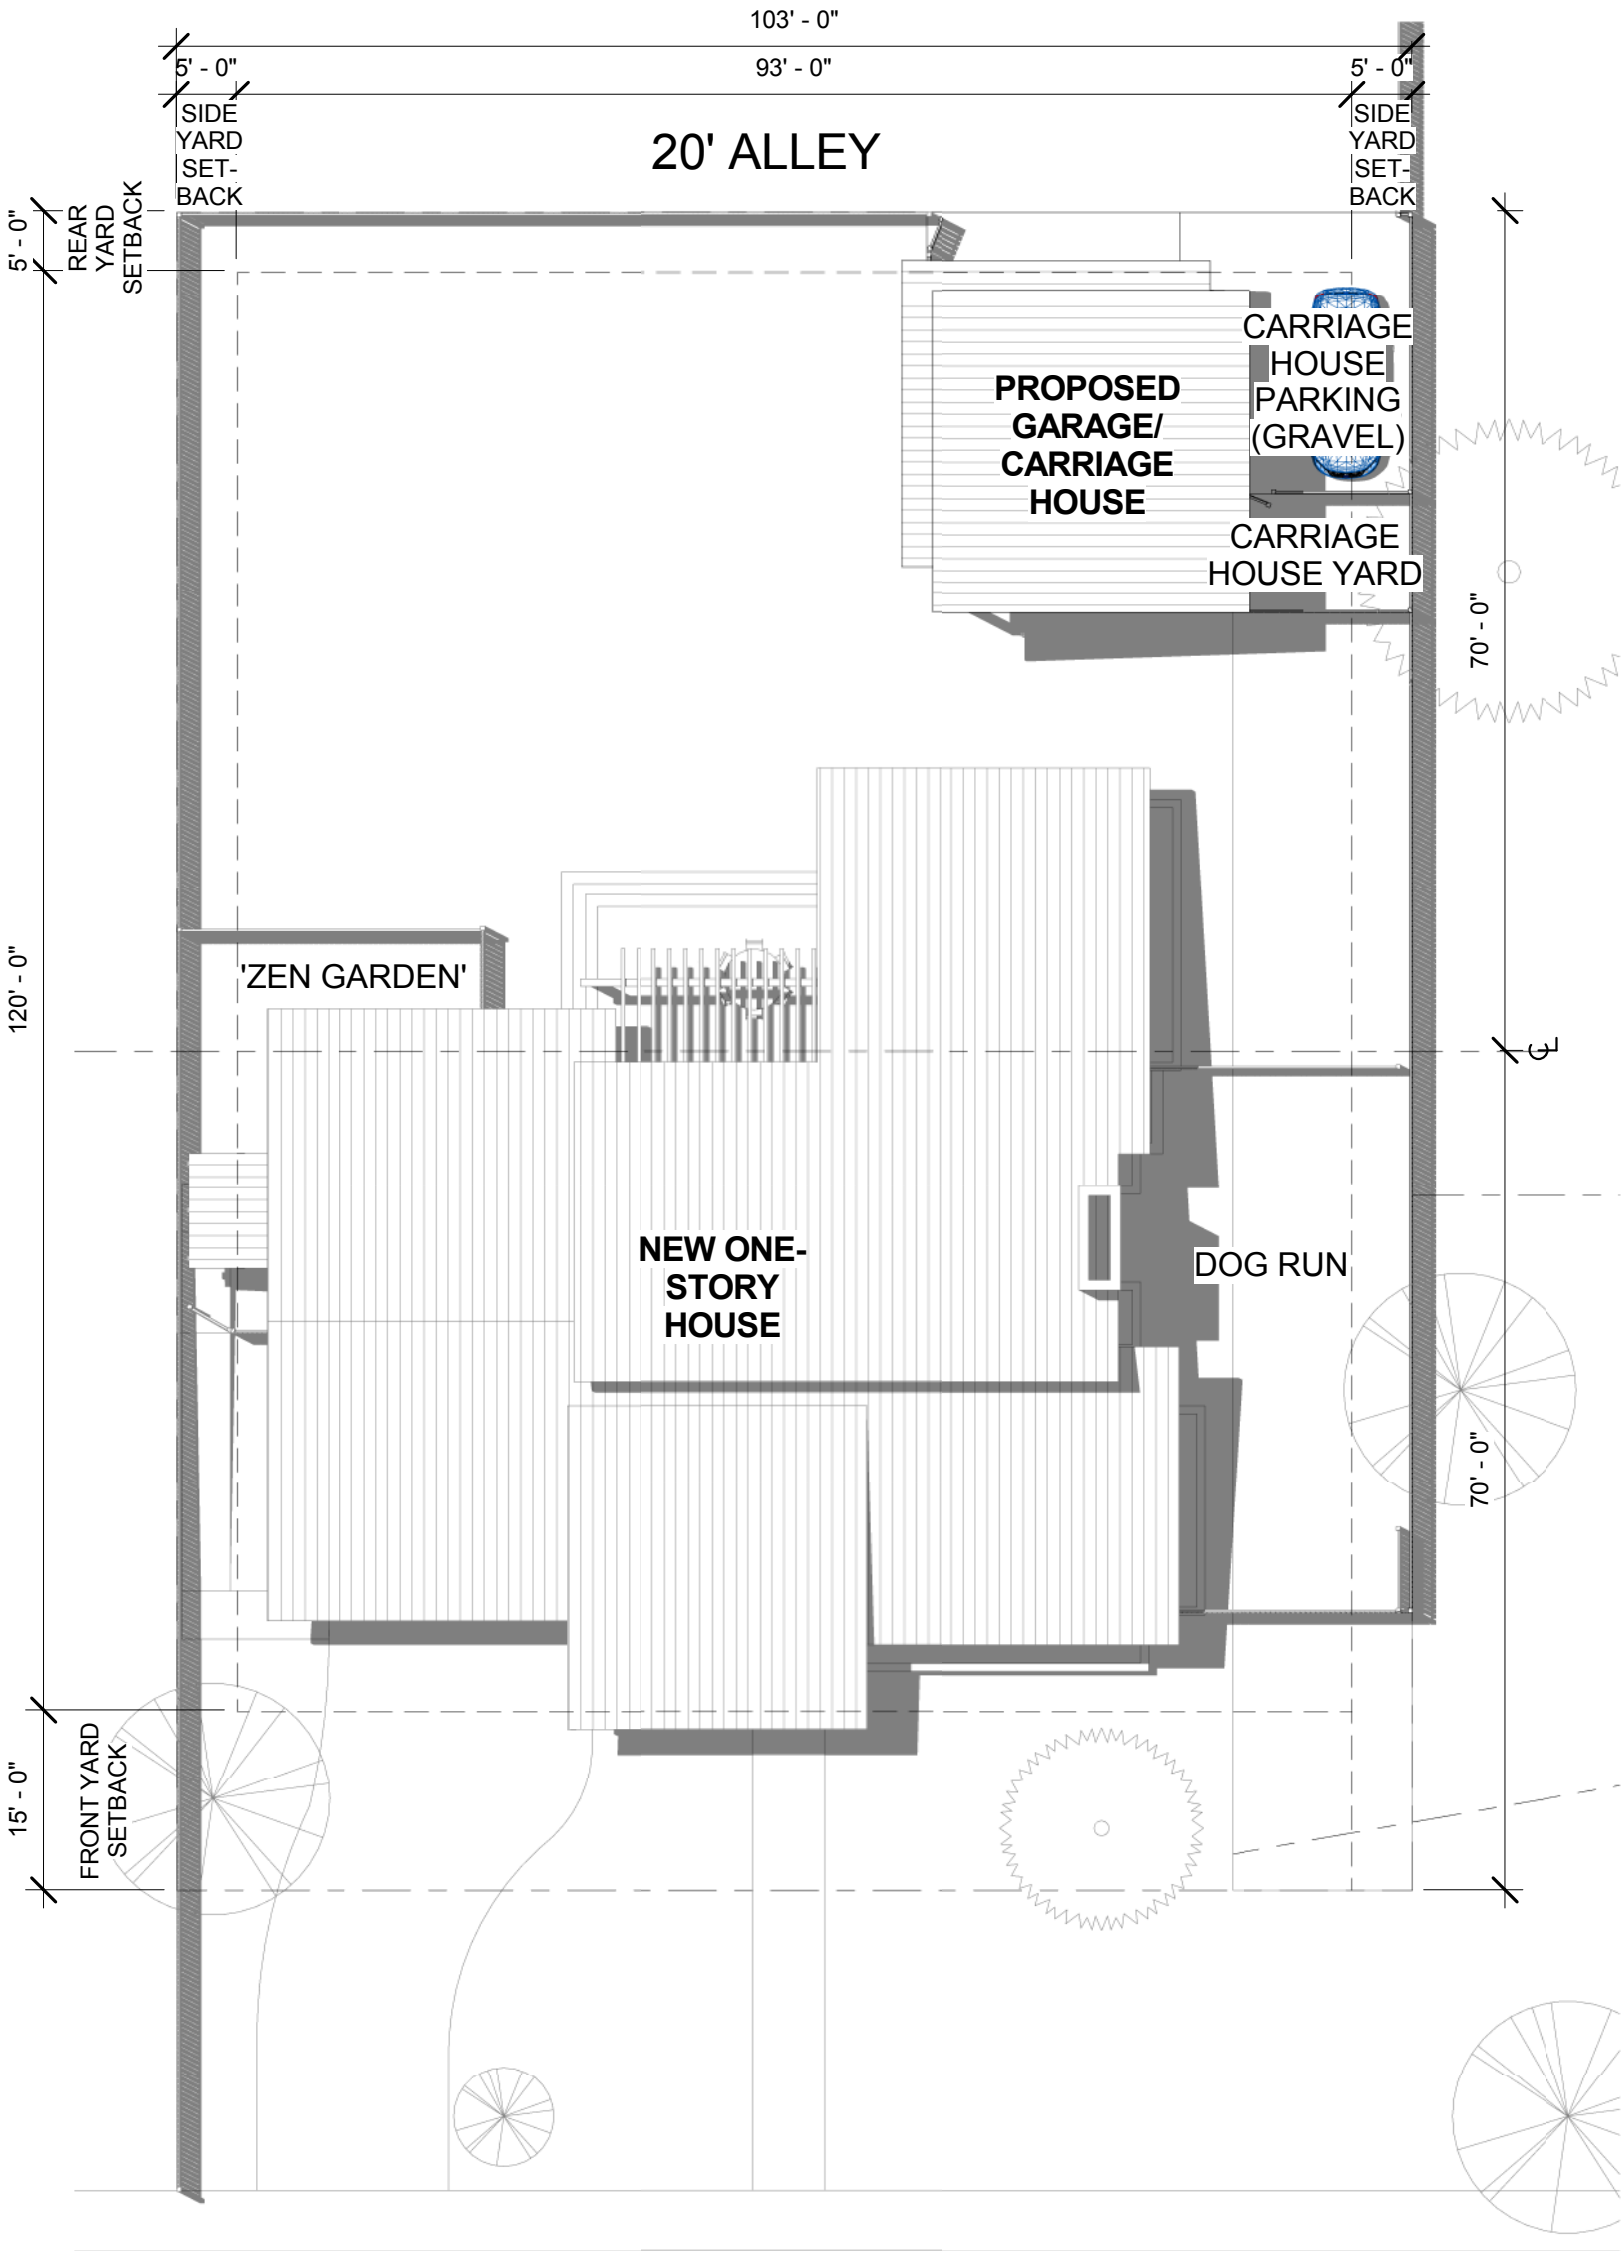 103' - 0"
5' - 0"
93' - 0"
5' - 0"
SIDE
YARD
SET-
BACK
20' ALLEY
SIDE
YARD
SET-
BACK
5' - 0"
REAR
YARD
SETBACK
CARRIAGE
HOUSE
PARKING
(GRAVEL)
PROPOSED
GARAGE/
CARRIAGE
HOUSE
CARRIAGE
HOUSE YARD
70' - 0"
120' - 0"
'ZEN GARDEN'
℄
NEW ONE-
STORY
HOUSE
DOG RUN
70' - 0"
15' - 0"
FRONT YARD
SETBACK